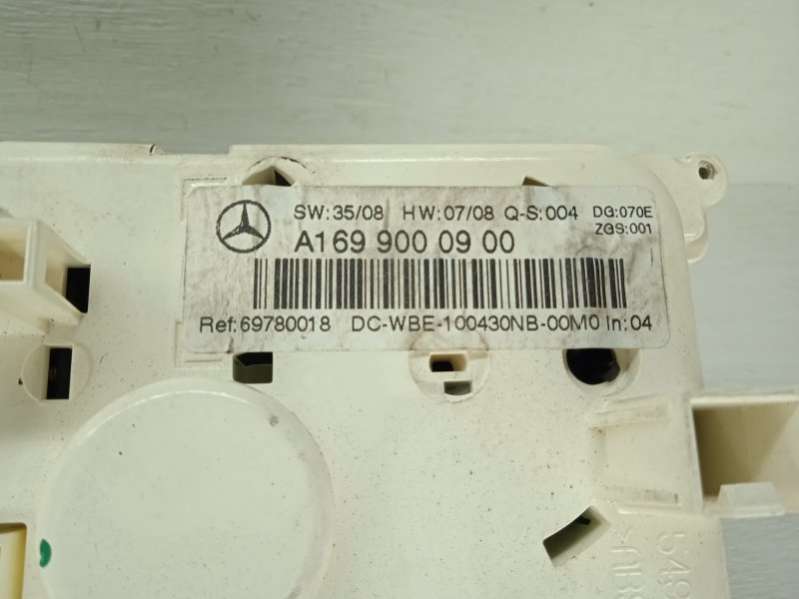 SW:35/08 HW:07/08 Q-S:004 DG:070E
ZGS:001
A169 900 09 00
Ref:69780018 DC-WBE-100430NB-00M0 In:04